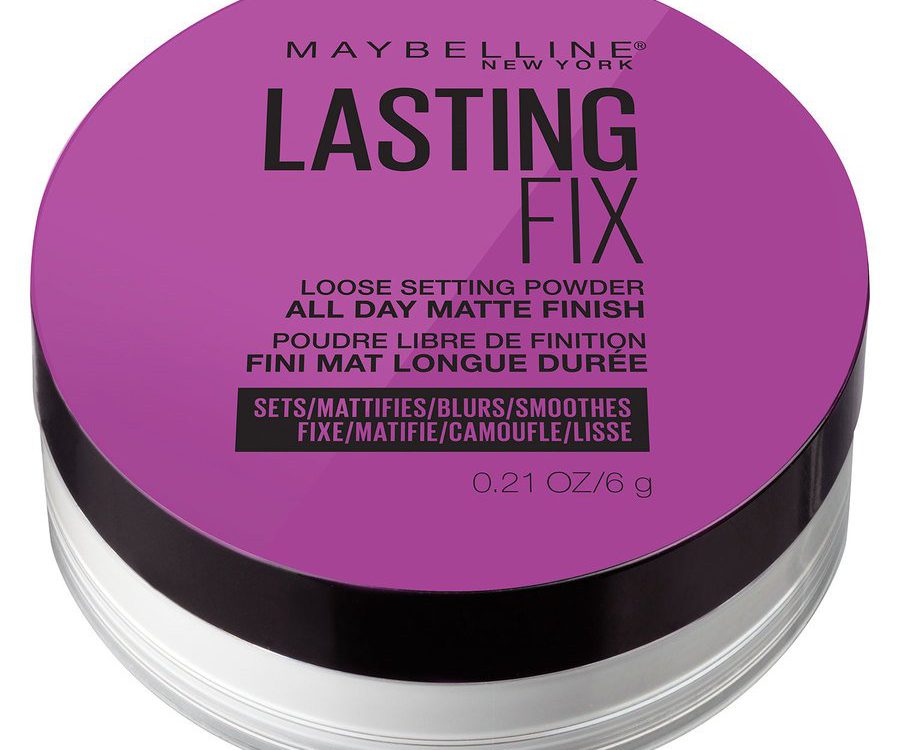 MAYBELLINE®
NEW YORK
LASTING
FIX
LOOSE SETTING POWDER
ALL DAY MATTE FINISH
POUDRE LIBRE DE FINITION
FINI MAT LONGUE DURÉE
SETS/MATTIFIES/BLURS/SMOOTHES
FIXE/MATIFIE/CAMOUFLE/LISSE
0.21 OZ/6 g